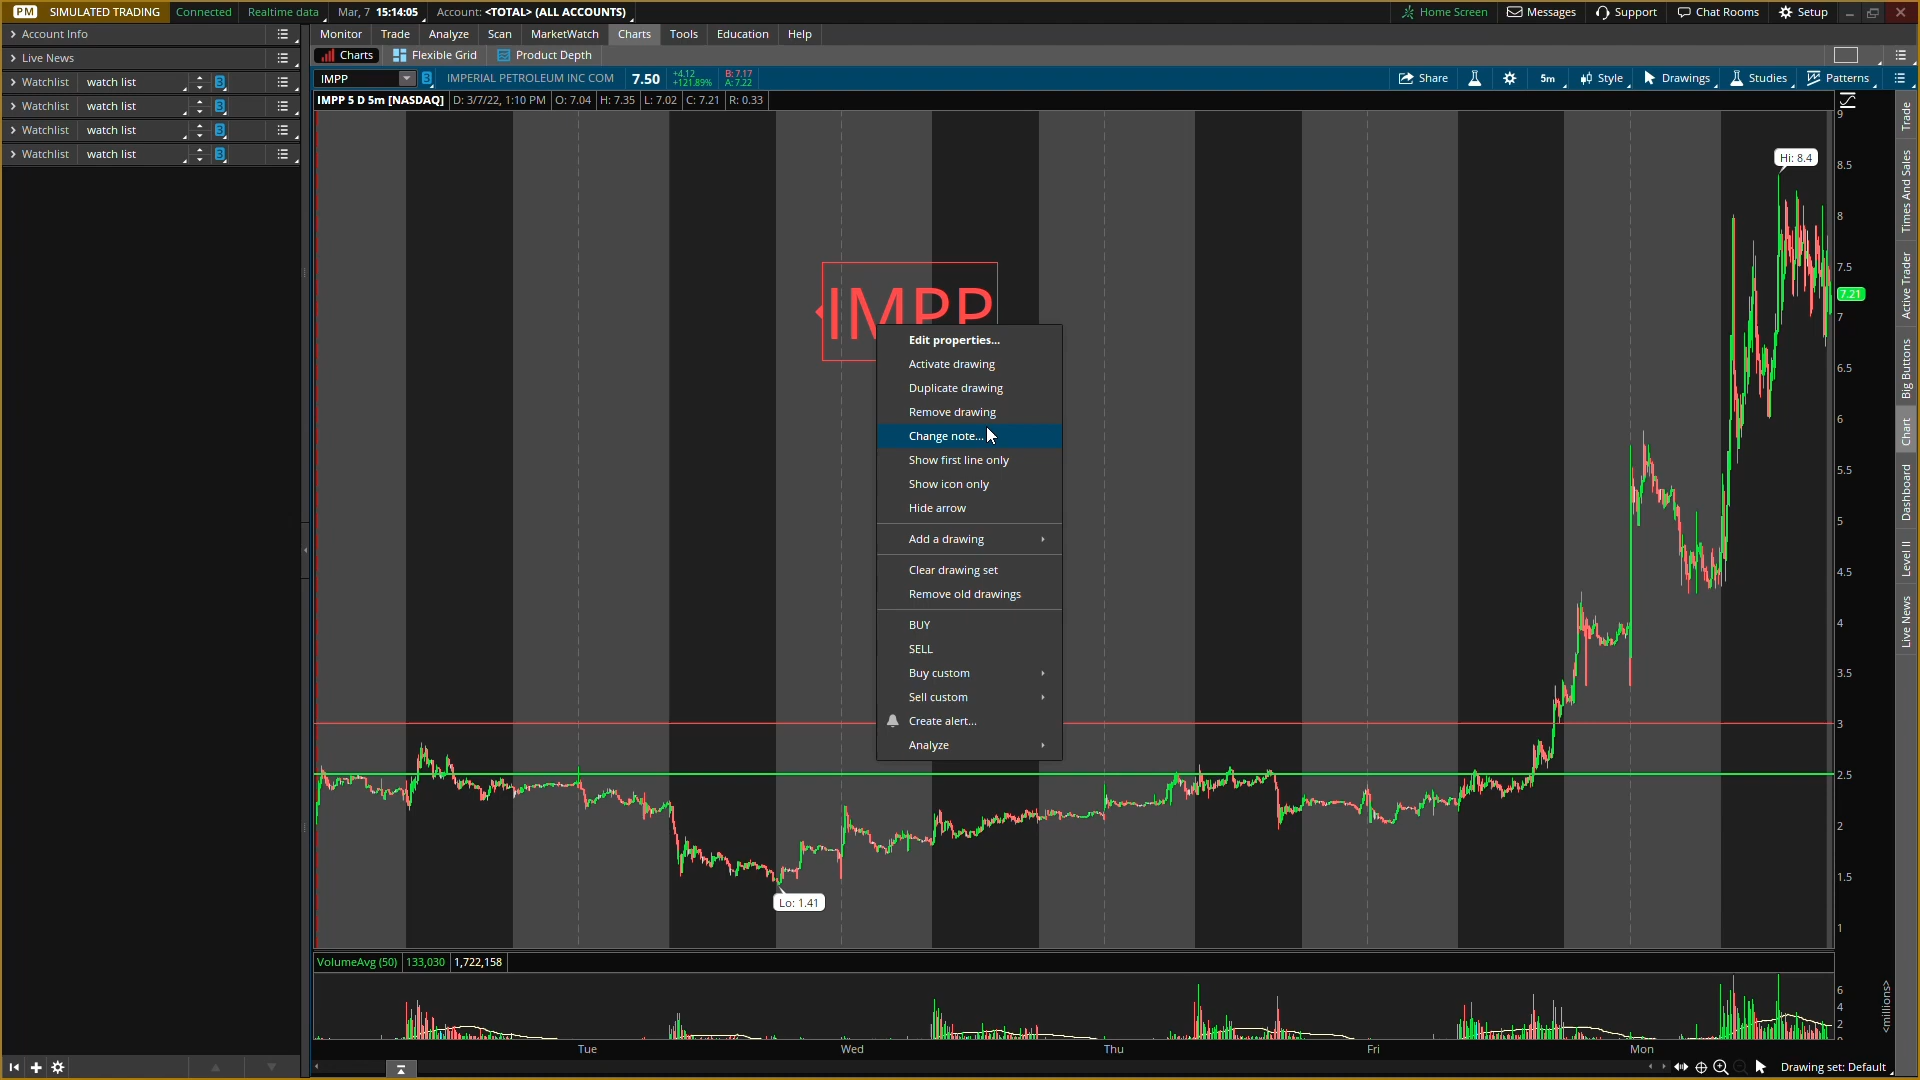 PM SIMULATED TRADING Connected Realtime data Mar, 7 15:14:05 Account: <TOTAL> (ALL ACCOUNTS) Home Screen Messages Support Chat Rooms Setup
Account Info
Live News
Watchlist watch list 3
Watchlist watch list 3
Watchlist watch list 3
Watchlist watch list 3
Monitor Trade Analyze Scan MarketWatch Charts Tools Education Help
Charts Flexible Grid Product Depth
IMPP 3 IMPERIAL PETROLEUM INC COM 7.50 +4.12 +121.89% B: 7.17 A: 7.22 Share 5m Style Drawings Studies Patterns
IMPP 5 D 5m [NASDAQ] D: 3/7/22, 1:10 PM O: 7.04 H: 7.35 L: 7.02 C: 7.21 R: 0.33
Hi: 8.4
IMPP
Edit properties...
Activate drawing
Duplicate drawing
Remove drawing
Change note...
Show first line only
Show icon only
Hide arrow
Add a drawing
Clear drawing set
Remove old drawings
BUY
SELL
Buy custom
Sell custom
Create alert...
Analyze
Lo: 1.41
9
8.5
8
7.5
7.21
7
6.5
6
5.5
5
4.5
4
3.5
3
2.5
2
1.5
1
VolumeAvg (50) 133,030 1,722,158
6
4
2
<millions>
Tue Wed Thu Fri Mon
Drawing set: Default
Trade
Times And Sales
Active Trader
Big Buttons
Chart
Dashboard
Level II
Live News